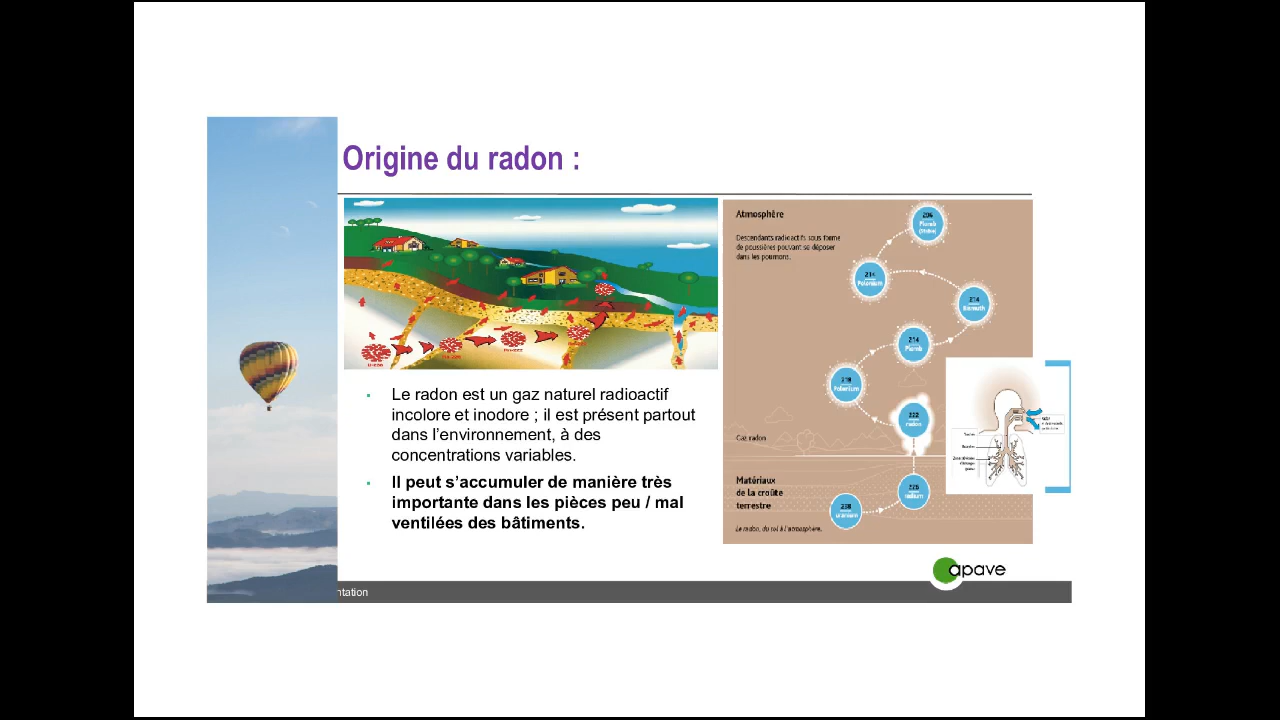 Origine du radon :
Le radon est un gaz naturel radioactif
incolore et inodore ; il est présent partout
dans l’environnement, à des
concentrations variables.
Il peut s’accumuler de manière très
importante dans les pièces peu / mal
ventilées des bâtiments.
Atmosphère
Descendants radioactifs sous forme
de poussières pouvant se déposer
dans les poumons.
206
Plomb
(Stable)
214
Polonium
214
Bismuth
214
Plomb
218
Polonium
222
radon
Gaz radon
226
radium
Matériaux
de la croûte
terrestre
238
uranium
Le radon, du sol à l'atmosphère.
apave
ntation